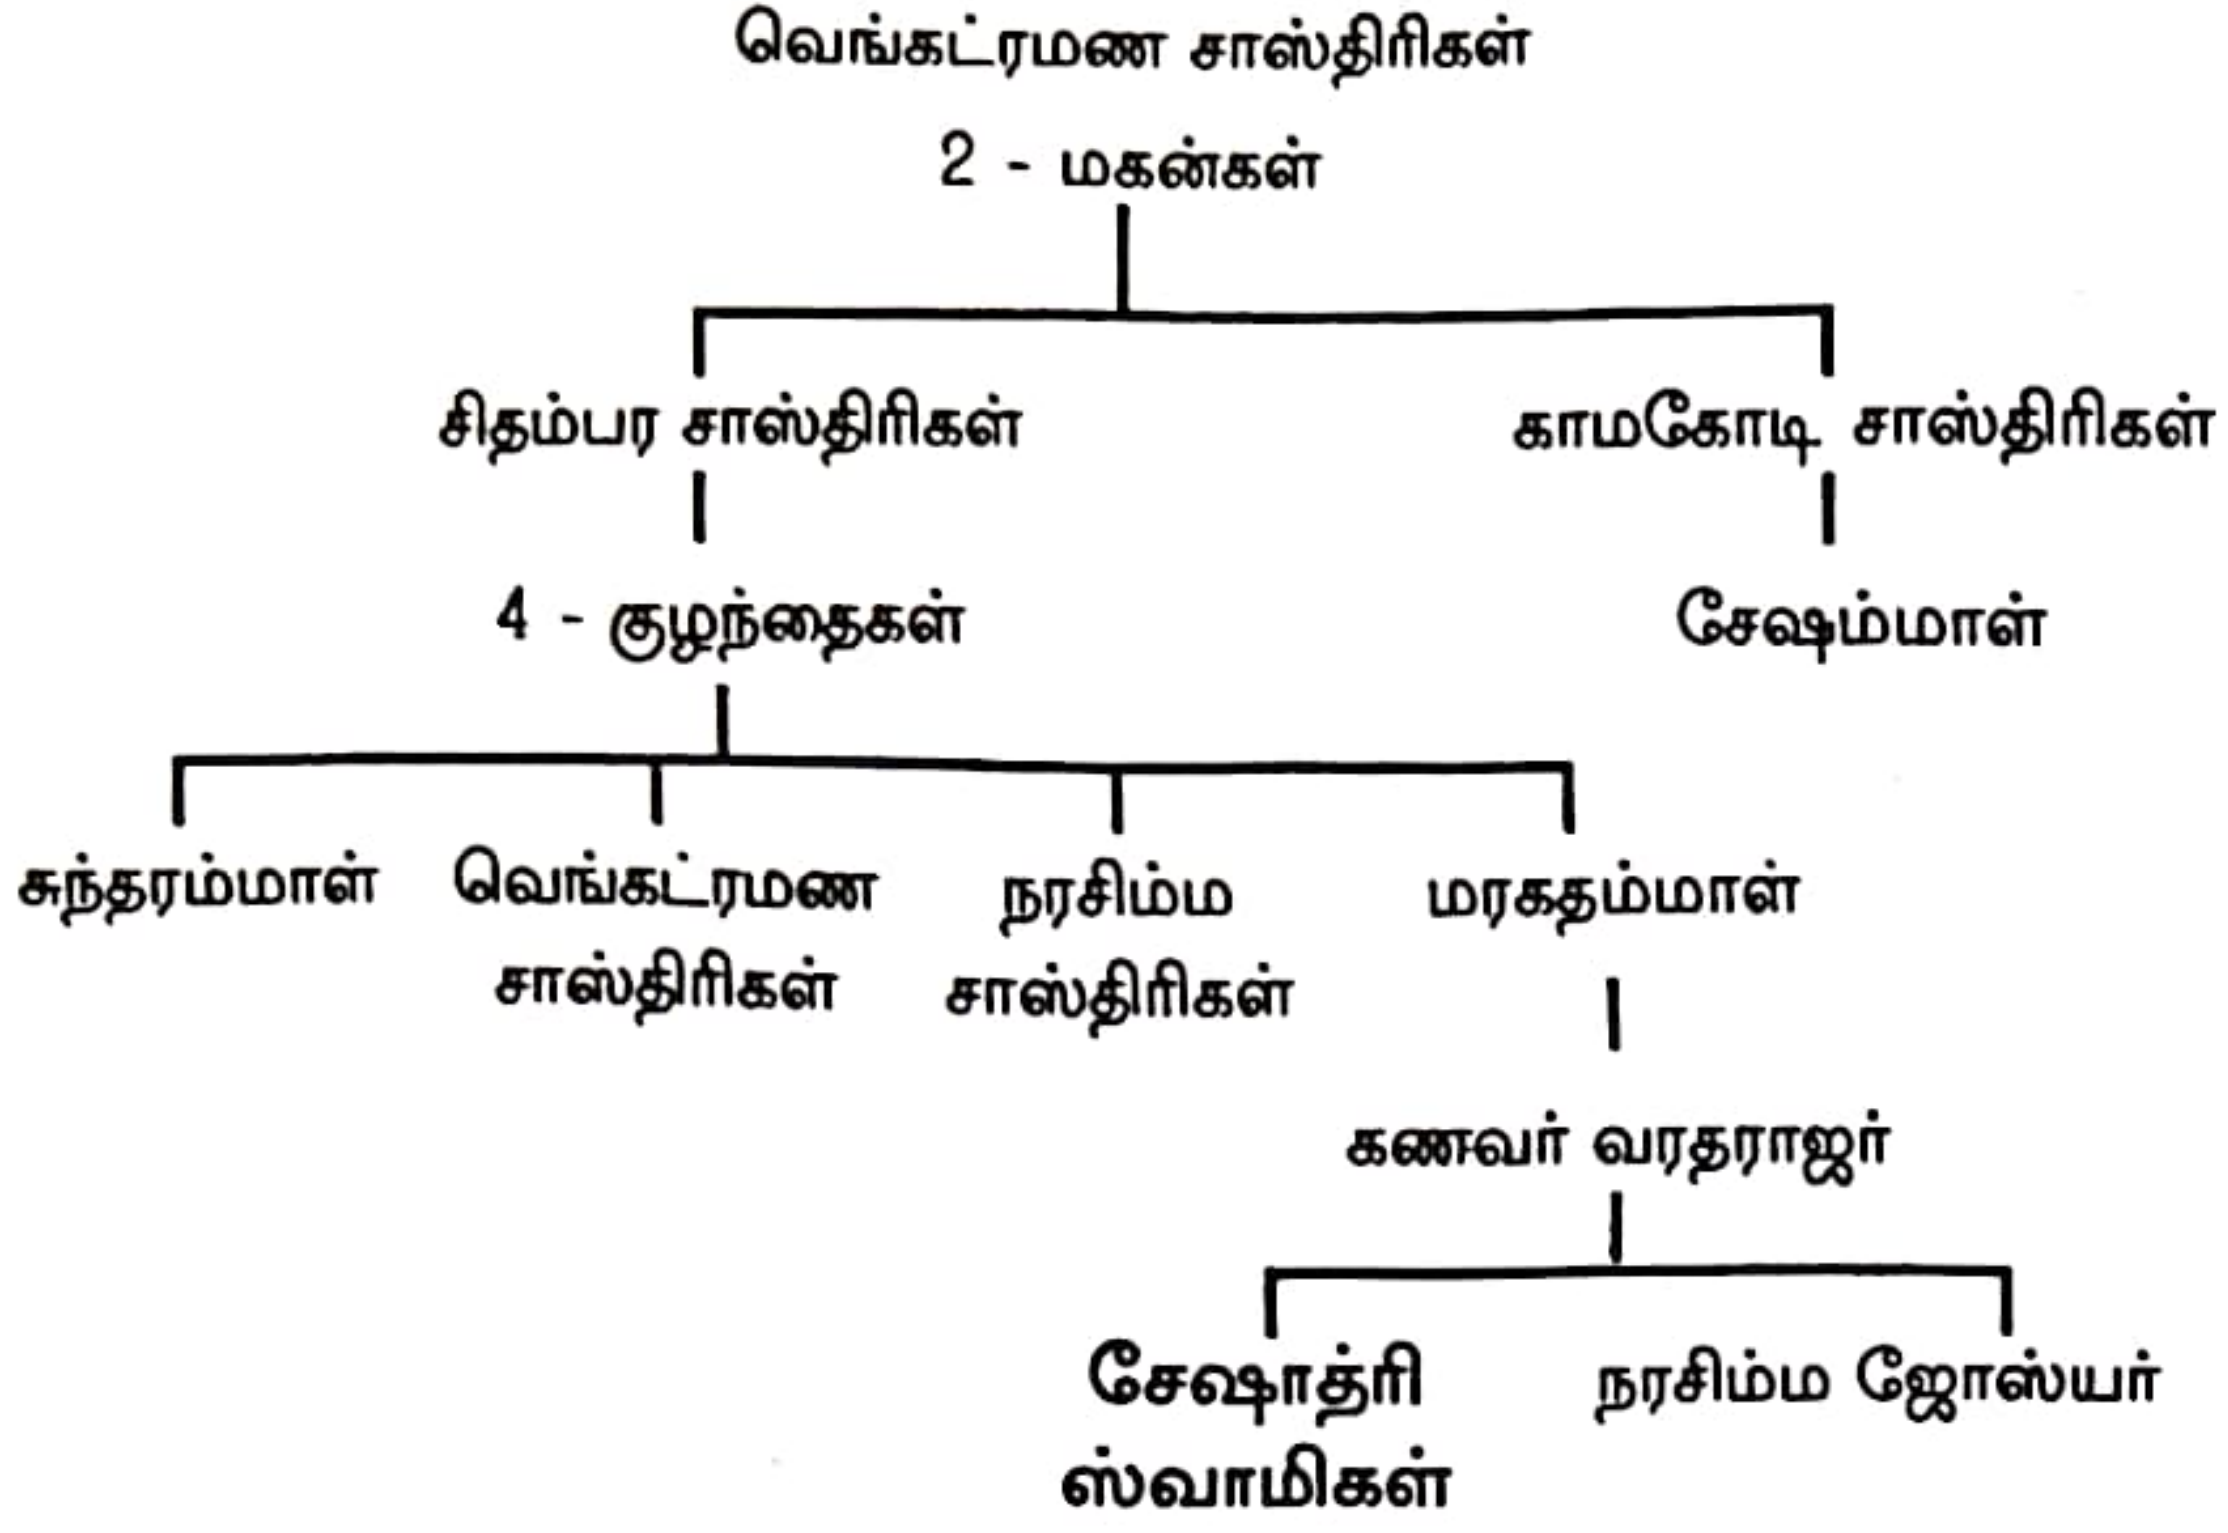 வெங்கட்ரமண சாஸ்திரிகள்
2 - மகன்கள்
சிதம்பர சாஸ்திரிகள் காமகோடி சாஸ்திரிகள்
4 - குழந்தைகள் சேஷம்மாள்
சுந்தரம்மாள் வெங்கட்ரமண நரசிம்ம மரகதம்மாள்
சாஸ்திரிகள் சாஸ்திரிகள்
கணவர் வரதராஜர்
சேஷாத்ரி நரசிம்ம ஜோஸ்யர்
ஸ்வாமிகள்